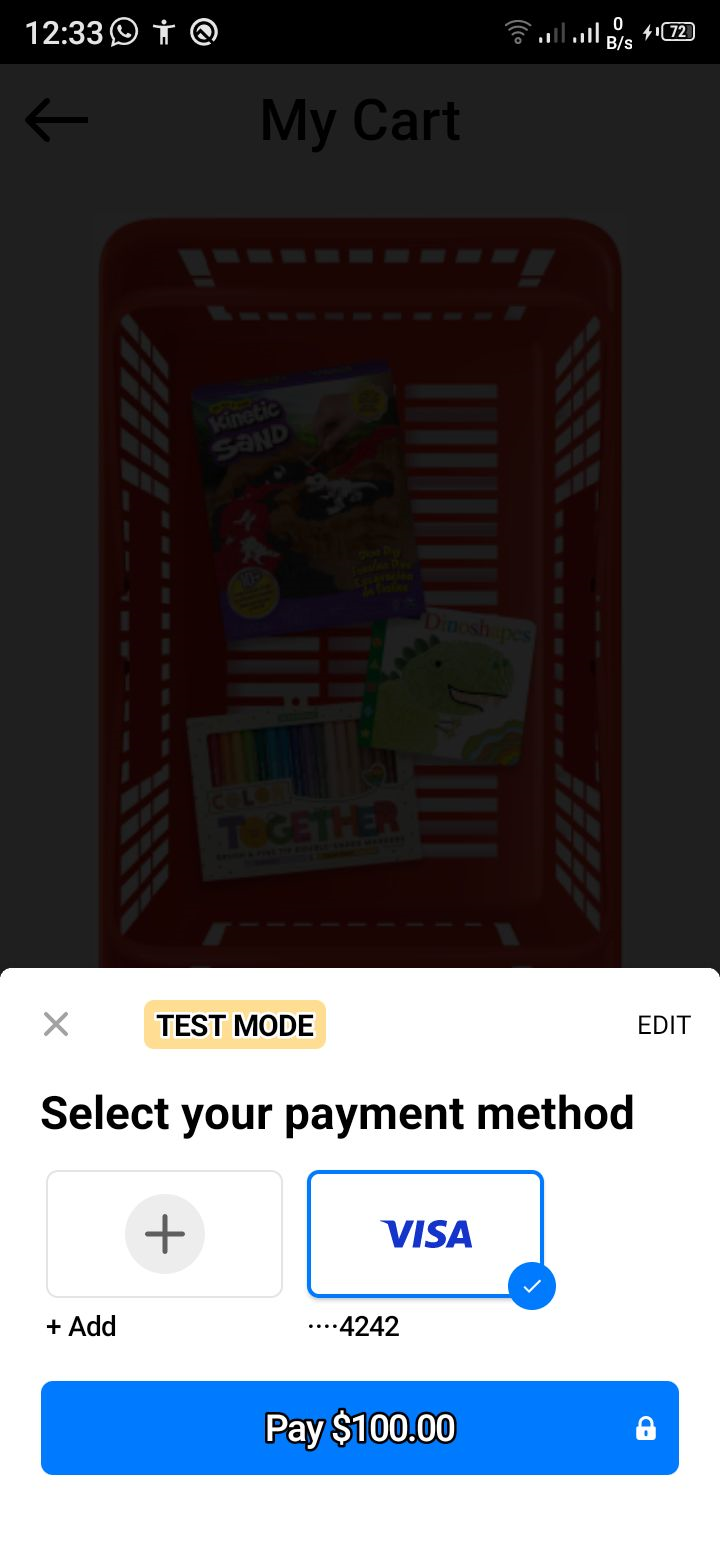 12:33
0
B/s
72
My Cart
Kinetic
SAND
Dinoshapes
COLOR
TOGETHER
TEST MODE
EDIT
Select your payment method
VISA
+ Add
····4242
Pay $100.00